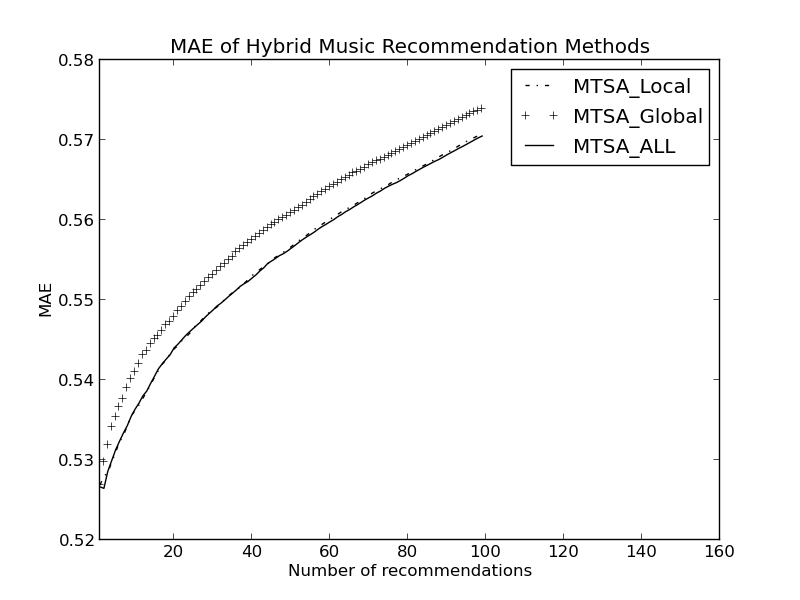 MAE of Hybrid Music Recommendation Methods
0.58
MTSA_Local
MTSA_Global
MTSA_ALL
0.57
0.56
0.55
MAE
0.54
0.53
0.52
20 40 60 80 100 120 140 160
Number of recommendations